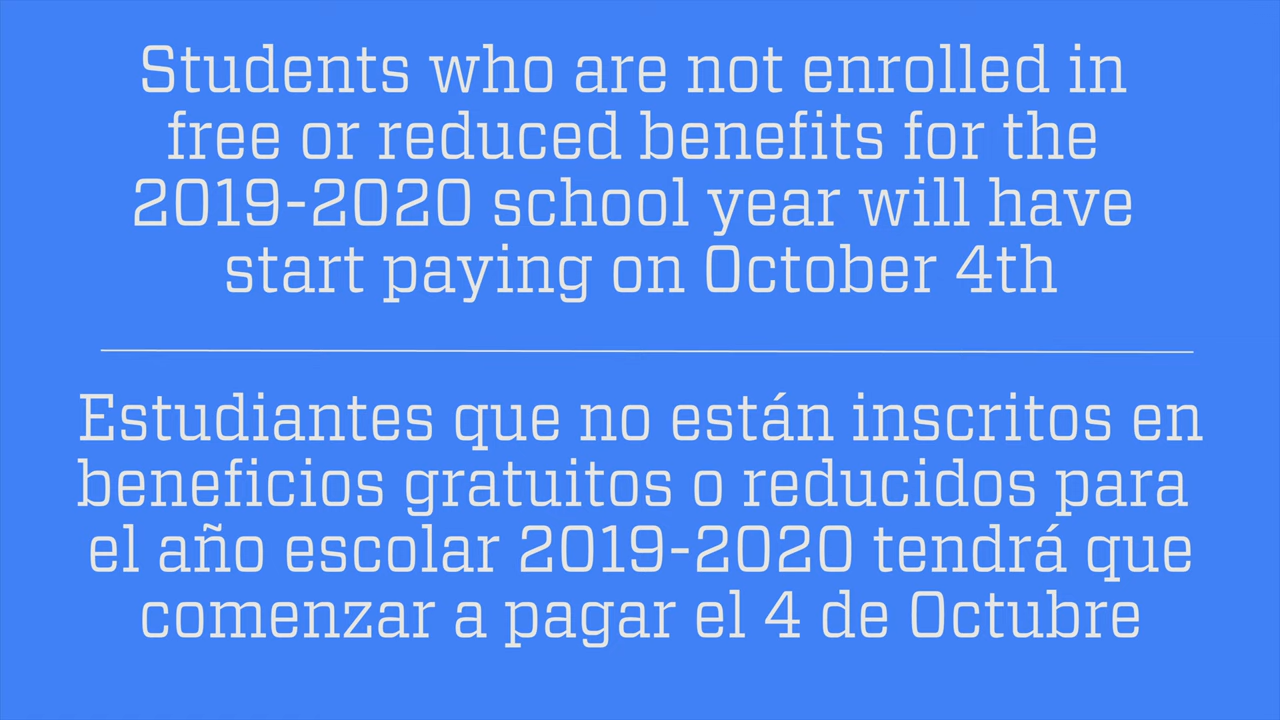 Students who are not enrolled in
free or reduced benefits for the
2019-2020 school year will have
start paying on October 4th
Estudiantes que no están inscritos en
beneficios gratuitos o reducidos para
el año escolar 2019-2020 tendrá que
comenzar a pagar el 4 de Octubre